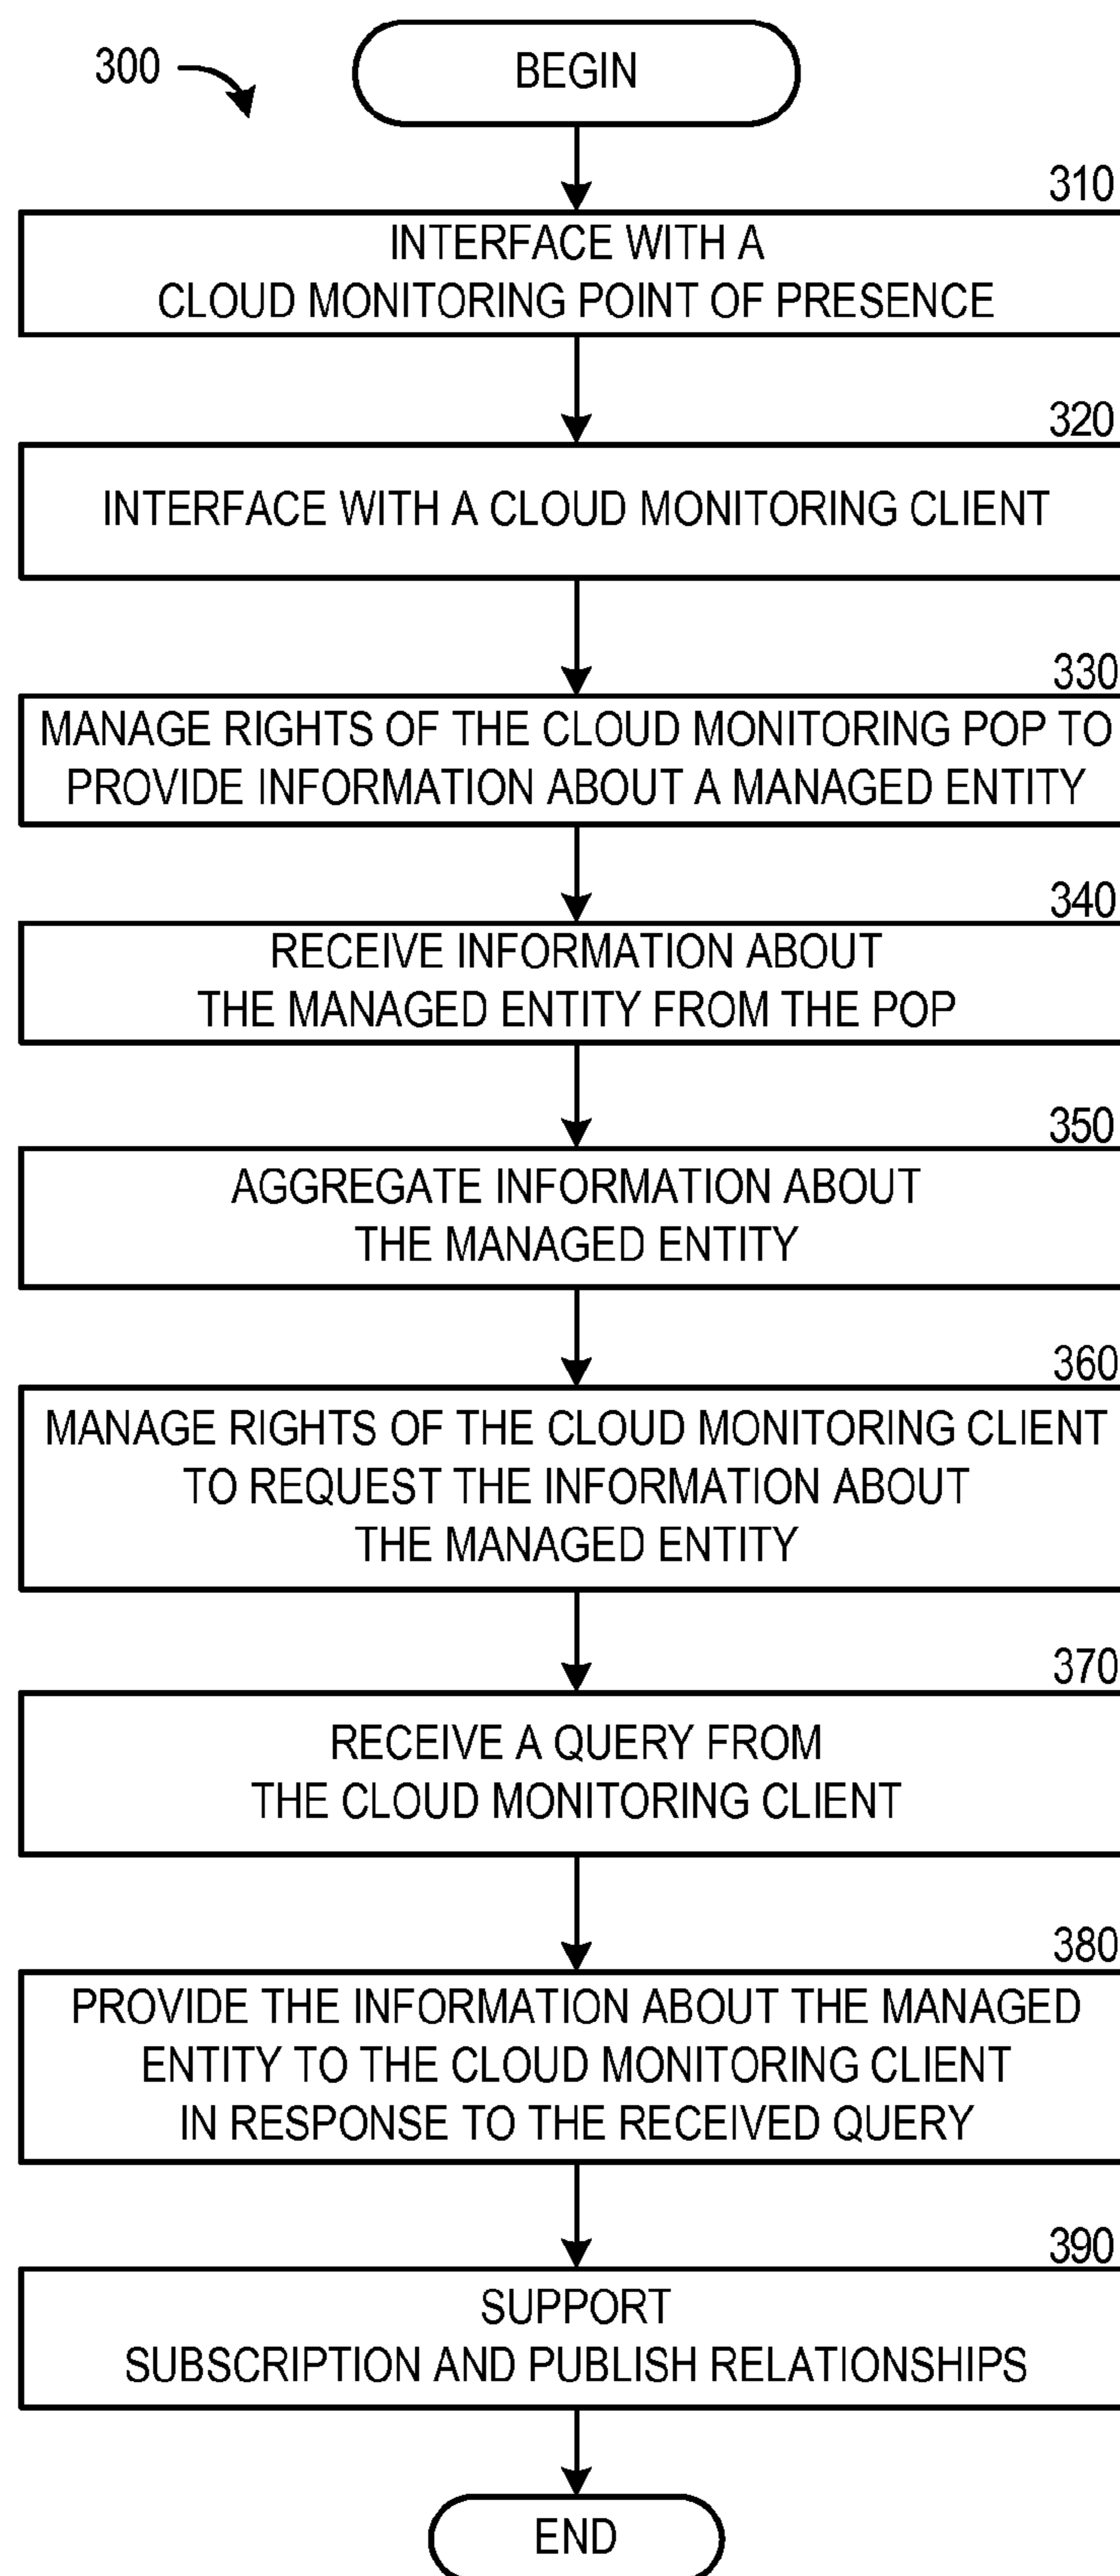 300
BEGIN
310
INTERFACE WITH A
CLOUD MONITORING POINT OF PRESENCE
320
INTERFACE WITH A CLOUD MONITORING CLIENT
330
MANAGE RIGHTS OF THE CLOUD MONITORING POP TO
PROVIDE INFORMATION ABOUT A MANAGED ENTITY
340
RECEIVE INFORMATION ABOUT
THE MANAGED ENTITY FROM THE POP
350
AGGREGATE INFORMATION ABOUT
THE MANAGED ENTITY
360
MANAGE RIGHTS OF THE CLOUD MONITORING CLIENT
TO REQUEST THE INFORMATION ABOUT
THE MANAGED ENTITY
370
RECEIVE A QUERY FROM
THE CLOUD MONITORING CLIENT
380
PROVIDE THE INFORMATION ABOUT THE MANAGED
ENTITY TO THE CLOUD MONITORING CLIENT
IN RESPONSE TO THE RECEIVED QUERY
390
SUPPORT
SUBSCRIPTION AND PUBLISH RELATIONSHIPS
END